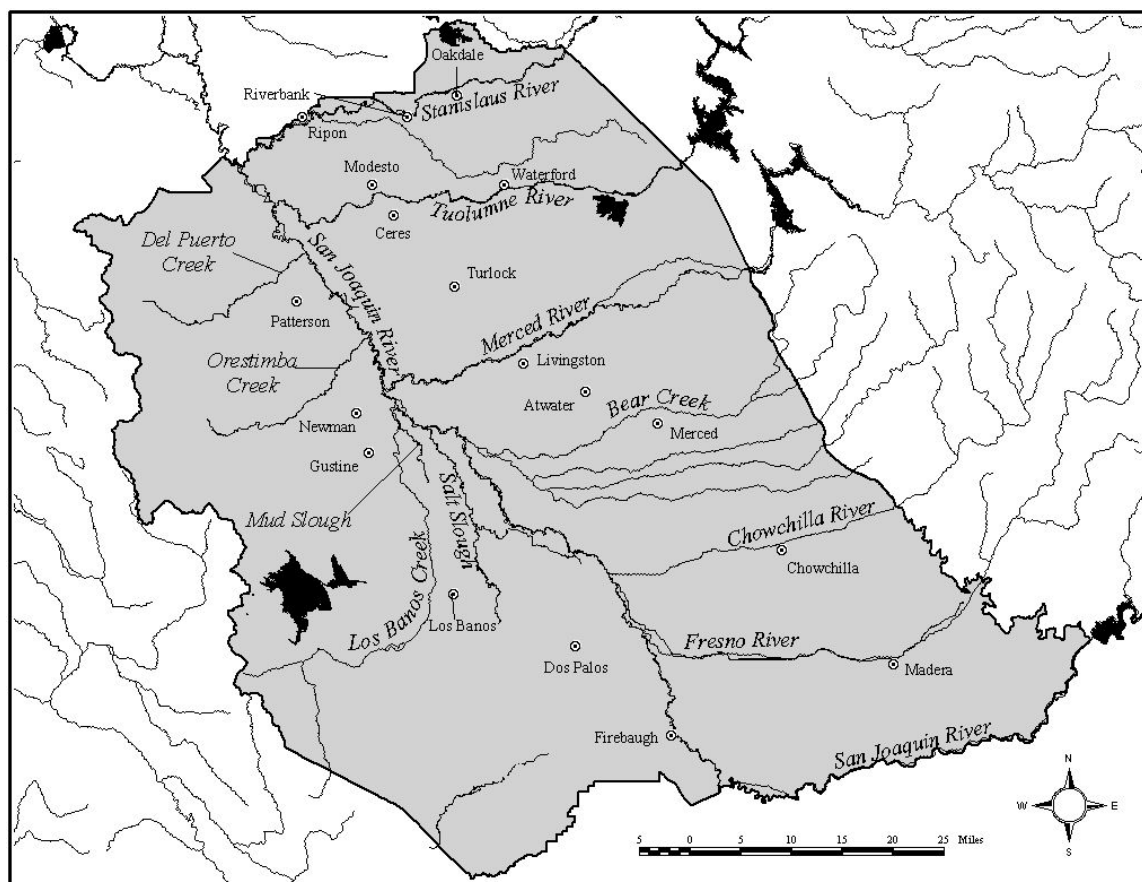 Oakdale
Riverbank
Stanislaus River
Ripon
Modesto
Waterford
Tuolumne River
Ceres
Del Puerto
Creek
San Joaquin River
Turlock
Patterson
Merced River
Orestimba
Creek
Livingston
Atwater
Bear Creek
Newman
Merced
Gustine
Mud Slough
Salt Slough
Chowchilla River
Chowchilla
Los Banos Creek
Los Banos
Fresno River
Dos Palos
Madera
Firebaugh
San Joaquin River
N
W
E
S
5 0 5 10 15 20 25 Miles